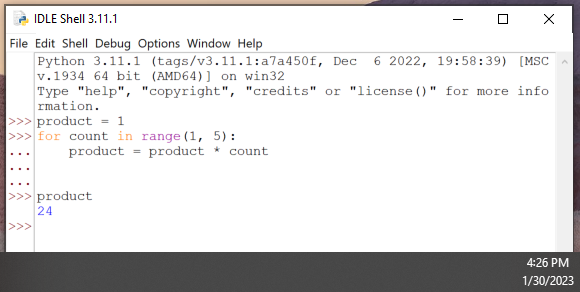 IDLE Shell 3.11.1
File Edit Shell Debug Options Window Help
Python 3.11.1 (tags/v3.11.1:a7a450f, Dec  6 2022, 19:58:39) [MSC
v.1934 64 bit (AMD64)] on win32
Type "help", "copyright", "credits" or "license()" for more info
rmation.
>>> product = 1
>>> for count in range(1, 5):
...     product = product * count
...
...
>>> product
24
>>>
4:26 PM
1/30/2023